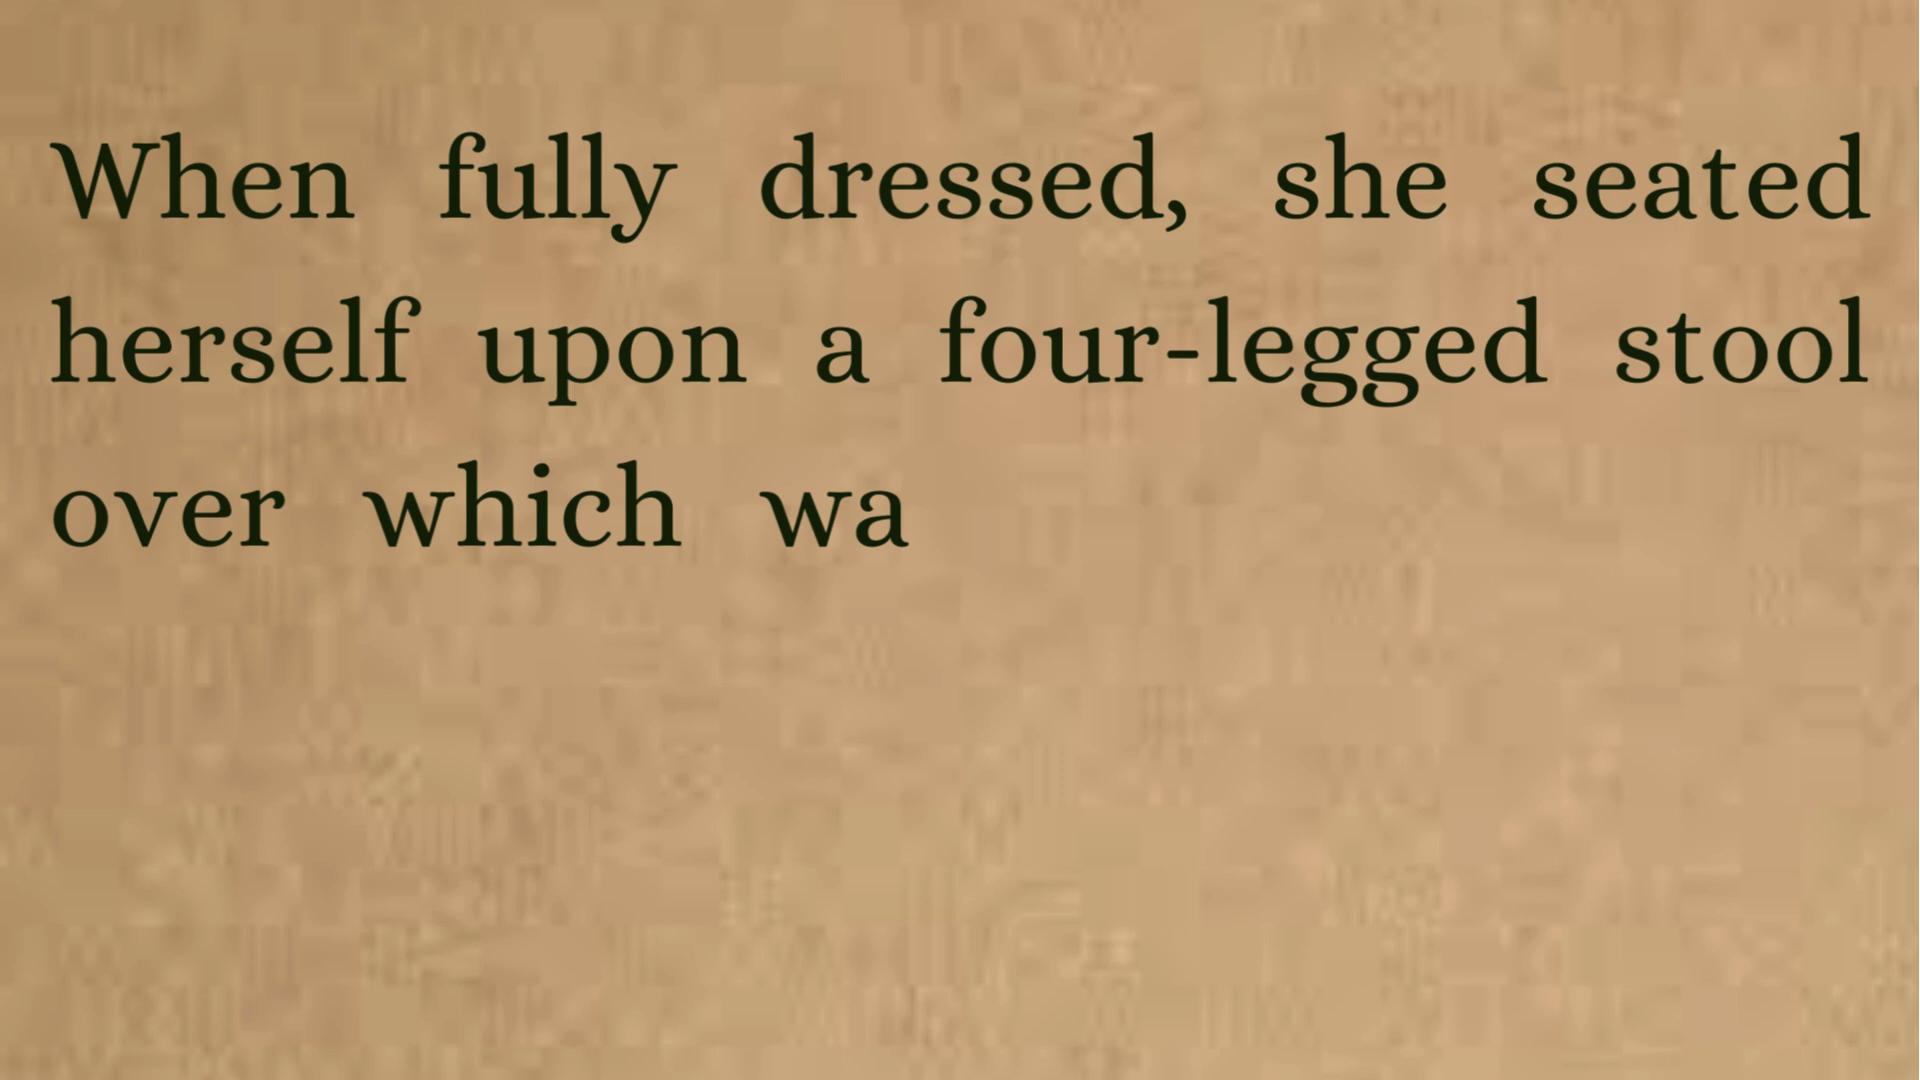 When fully dressed, she seated
herself upon a four-legged stool
over which wa